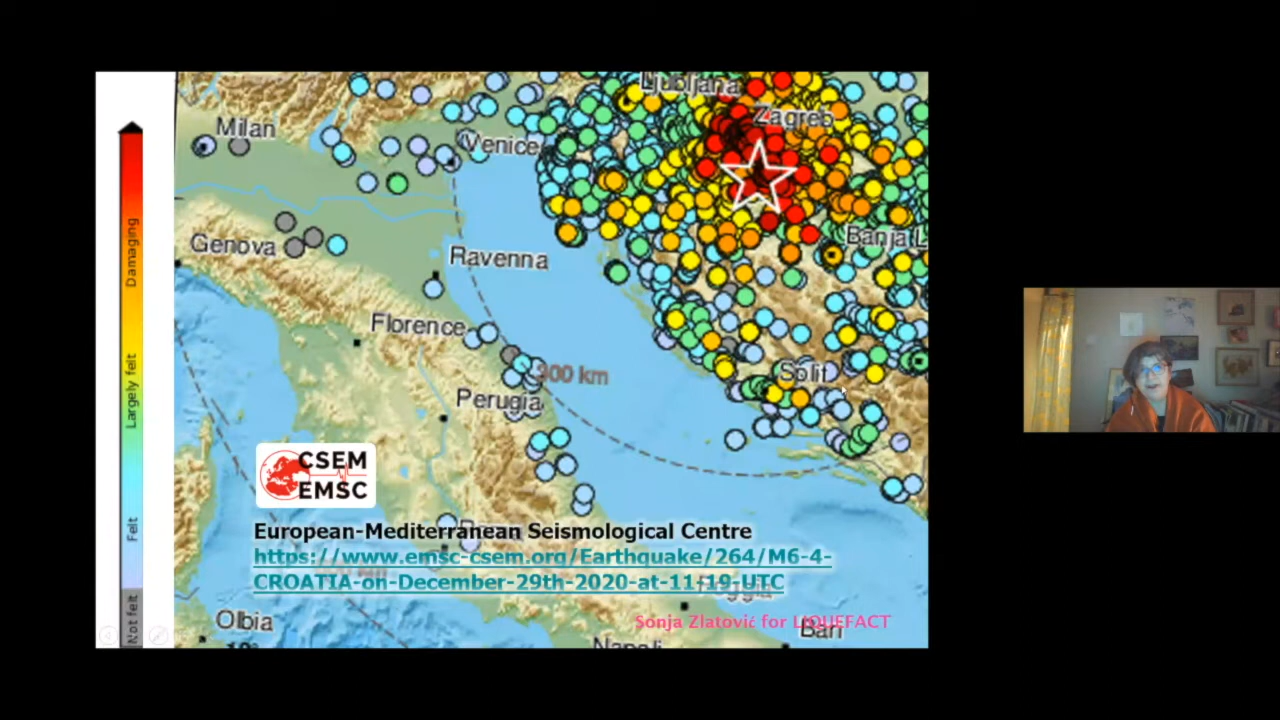 Ljubljana
Zagreb
Milan
Venice
Banja L
Genova
Ravenna
Florence
300 km
Split
Perugia
CSEM
EMSC
European-Mediterranean Seismological Centre
https://www.emsc-csem.org/Earthquake/264/M6-4-
CROATIA-on-December-29th-2020-at-11-19-UTC
Foggia
Olbia
Sonja Zlatović for LIQUEFACT
Bari
Napoli
Damaging
Largely felt
Felt
Not felt